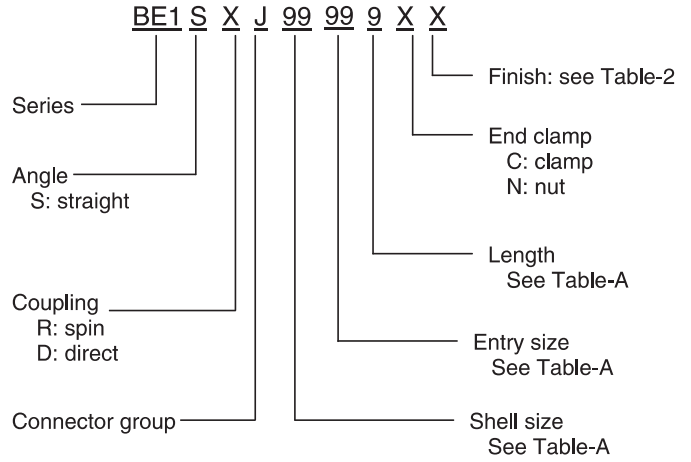 BE1 S X J 99 99 9 X X
Finish: see Table-2
Series
End clamp
C: clamp
N: nut
Angle
S: straight
Length
See Table-A
Coupling
R: spin
D: direct
Entry size
See Table-A
Connector group
Shell size
See Table-A